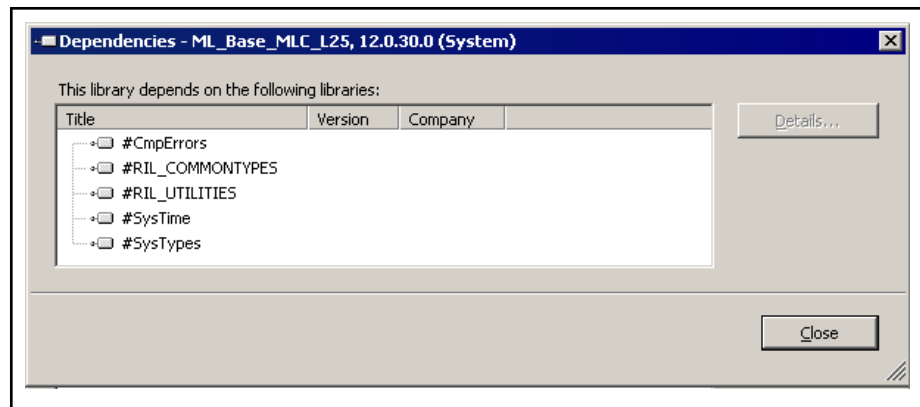 Dependencies - ML_Base_MLC_L25, 12.0.30.0 (System)
This library depends on the following libraries:
Title Version Company
Details...
#CmpErrors
#RIL_COMMONTYPES
#RIL_UTILITIES
#SysTime
#SysTypes
Close